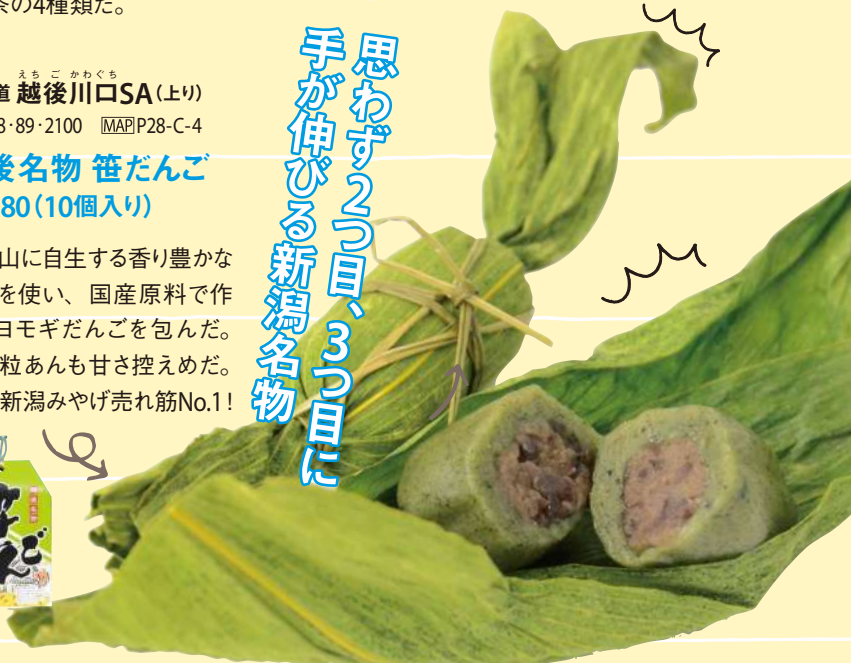 茶の4種類だ。
道 越後川口SA(上り)
えちごかわぐち
8・89・2100 MAP P28-C-4
後名物 笹だんご
80(10個入り)
山に自生する香り豊かな
を使い、国産原料で作
ヨモギだんごを包んだ。
粒あんも甘さ控えめだ。
新潟みやげ売れ筋No.1!
思わず2つ目、3つ目に
手が伸びる新潟名物